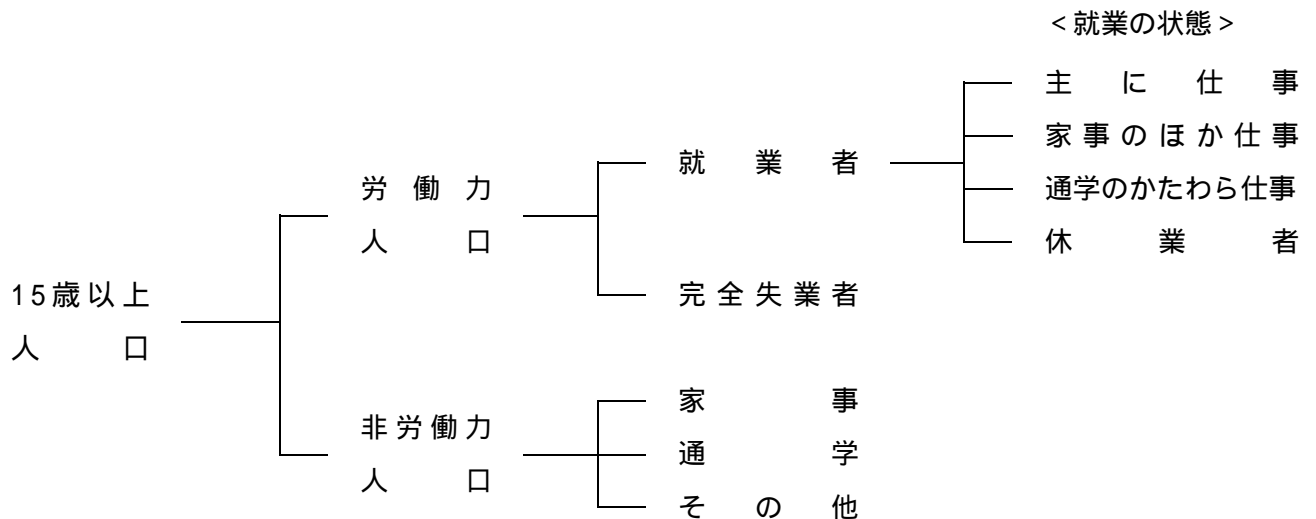 <就業の状態>
主に仕事
家事のほか仕事
通学のかたわら仕事
休業者
就業者
完全失業者
労働力
人口
15歳以上
人口
非労働力
人口
家事
通学
その他